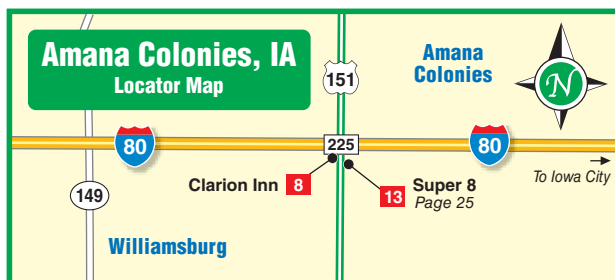 Amana Colonies, IA
Locator Map
151
Amana
Colonies
N
80
225
80
Clarion Inn 8
13 Super 8
Page 25
To Iowa City
149
Williamsburg